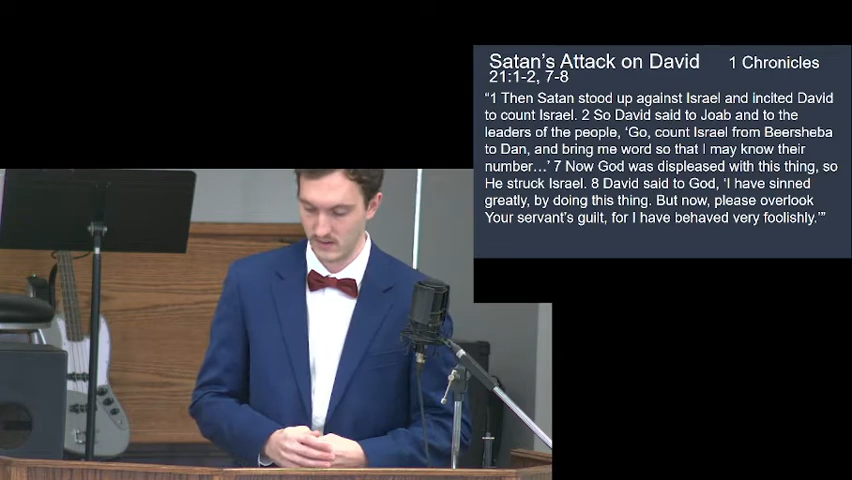 Satan's Attack on David 1 Chronicles
21:1-2, 7-8
“1 Then Satan stood up against Israel and incited David
to count Israel. 2 So David said to Joab and to the
leaders of the people, ‘Go, count Israel from Beersheba
to Dan, and bring me word so that I may know their
number…’ 7 Now God was displeased with this thing, so
He struck Israel. 8 David said to God, ‘I have sinned
greatly, by doing this thing. But now, please overlook
Your servant's guilt, for I have behaved very foolishly.’”